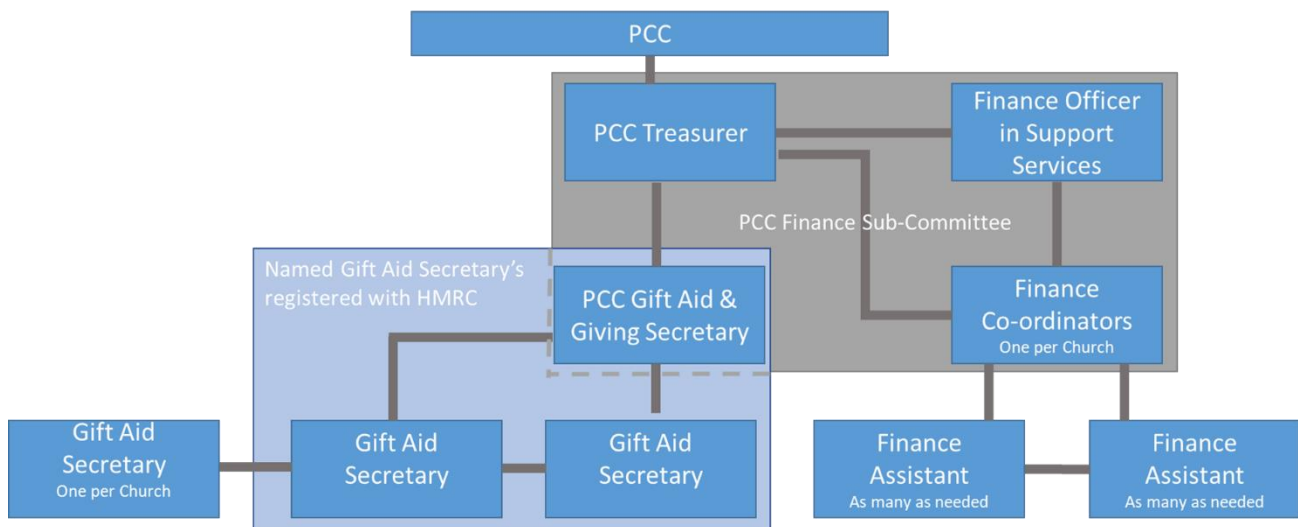 PCC
PCC Treasurer
Finance Officer
in Support
Services
PCC Finance Sub-Committee
Named Gift Aid Secretary's
registered with HMRC
PCC Gift Aid &
Giving Secretary
Finance
Co-ordinators
One per Church
Gift Aid
Secretary
One per Church
Gift Aid
Secretary
Gift Aid
Secretary
Finance
Assistant
As many as needed
Finance
Assistant
As many as needed